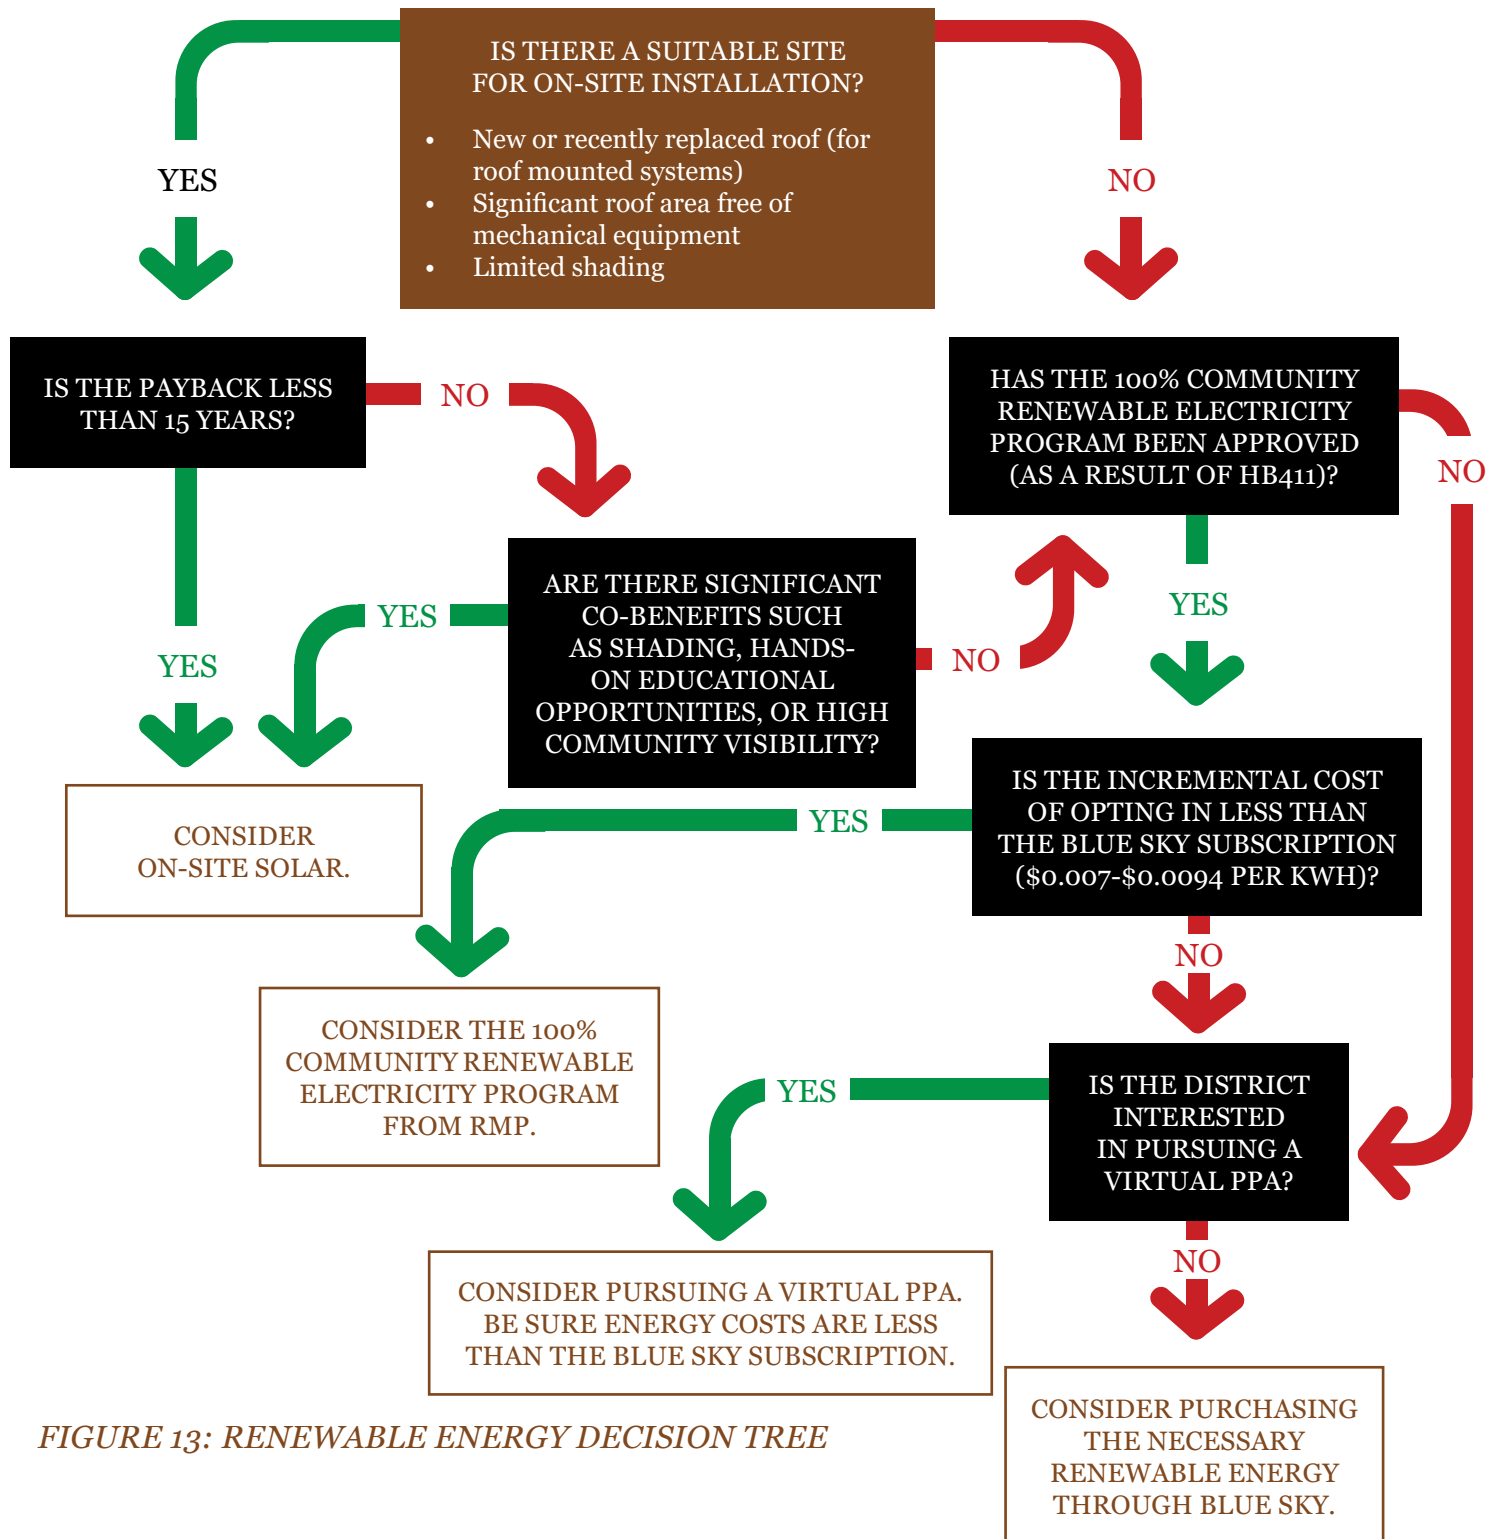 IS THERE A SUITABLE SITE
FOR ON-SITE INSTALLATION?
• New or recently replaced roof (for
roof mounted systems)
• Significant roof area free of
mechanical equipment
• Limited shading
YES
NO
IS THE PAYBACK LESS
THAN 15 YEARS?
NO
HAS THE 100% COMMUNITY
RENEWABLE ELECTRICITY
PROGRAM BEEN APPROVED
(AS A RESULT OF HB411)?
NO
ARE THERE SIGNIFICANT
CO-BENEFITS SUCH
AS SHADING, HANDS-
ON EDUCATIONAL
OPPORTUNITIES, OR HIGH
COMMUNITY VISIBILITY?
YES
NO
YES
YES
IS THE INCREMENTAL COST
OF OPTING IN LESS THAN
THE BLUE SKY SUBSCRIPTION
($0.007-$0.0094 PER KWH)?
YES
CONSIDER
ON-SITE SOLAR.
NO
CONSIDER THE 100%
COMMUNITY RENEWABLE
ELECTRICITY PROGRAM
FROM RMP.
IS THE DISTRICT
INTERESTED
IN PURSUING A
VIRTUAL PPA?
YES
NO
CONSIDER PURSUING A VIRTUAL PPA.
BE SURE ENERGY COSTS ARE LESS
THAN THE BLUE SKY SUBSCRIPTION.
CONSIDER PURCHASING
THE NECESSARY
RENEWABLE ENERGY
THROUGH BLUE SKY.
FIGURE 13: RENEWABLE ENERGY DECISION TREE